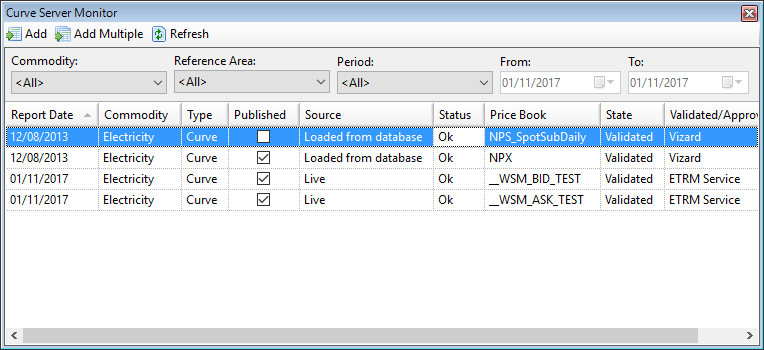 Curve Server Monitor
Add Add Multiple Refresh
Commodity: Reference Area: Period: From: To:
<All> <All> <All> 01/11/2017 01/11/2017
Report Date Commodity Type Published Source Status Price Book State Validated/Approv
12/08/2013 Electricity Curve Loaded from database Ok NPS_SpotSubDaily Validated Vizard
12/08/2013 Electricity Curve Loaded from database Ok NPX Validated Vizard
01/11/2017 Electricity Curve Live Ok __WSM_BID_TEST Validated ETRM Service
01/11/2017 Electricity Curve Live Ok __WSM_ASK_TEST Validated ETRM Service